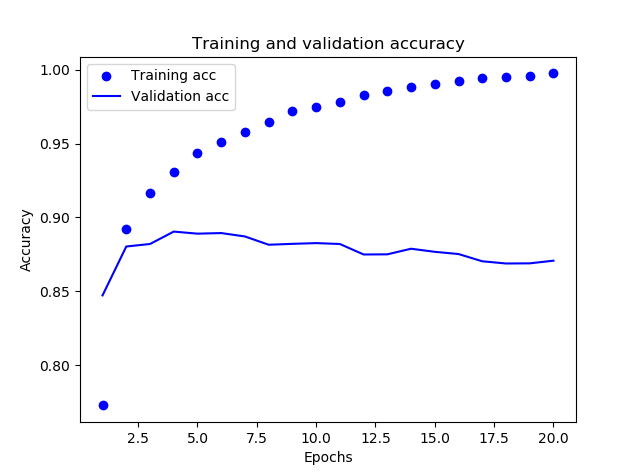 Training and validation accuracy
1.00
0.95
0.90
0.85
0.80
Accuracy
Training acc
Validation acc
2.5 5.0 7.5 10.0 12.5 15.0 17.5 20.0
Epochs